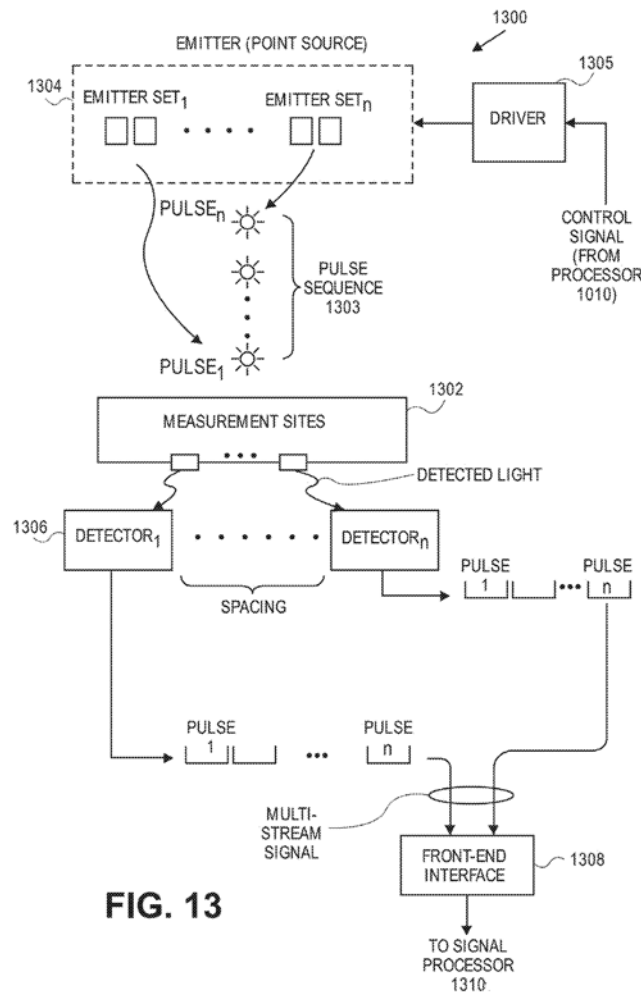 1300
EMITTER (POINT SOURCE)
1304
1305
EMITTER SET1
EMITTER SETn
DRIVER
PULSEn
PULSE
SEQUENCE
1303
CONTROL
SIGNAL
(FROM
PROCESSOR
1010)
PULSE1
1302
MEASUREMENT SITES
DETECTED LIGHT
1306
DETECTOR1
DETECTORn
SPACING
PULSE
1
PULSE
n
PULSE
1
PULSE
n
MULTI-
STREAM
SIGNAL
FRONT-END
INTERFACE
1308
FIG. 13
TO SIGNAL
PROCESSOR
1310